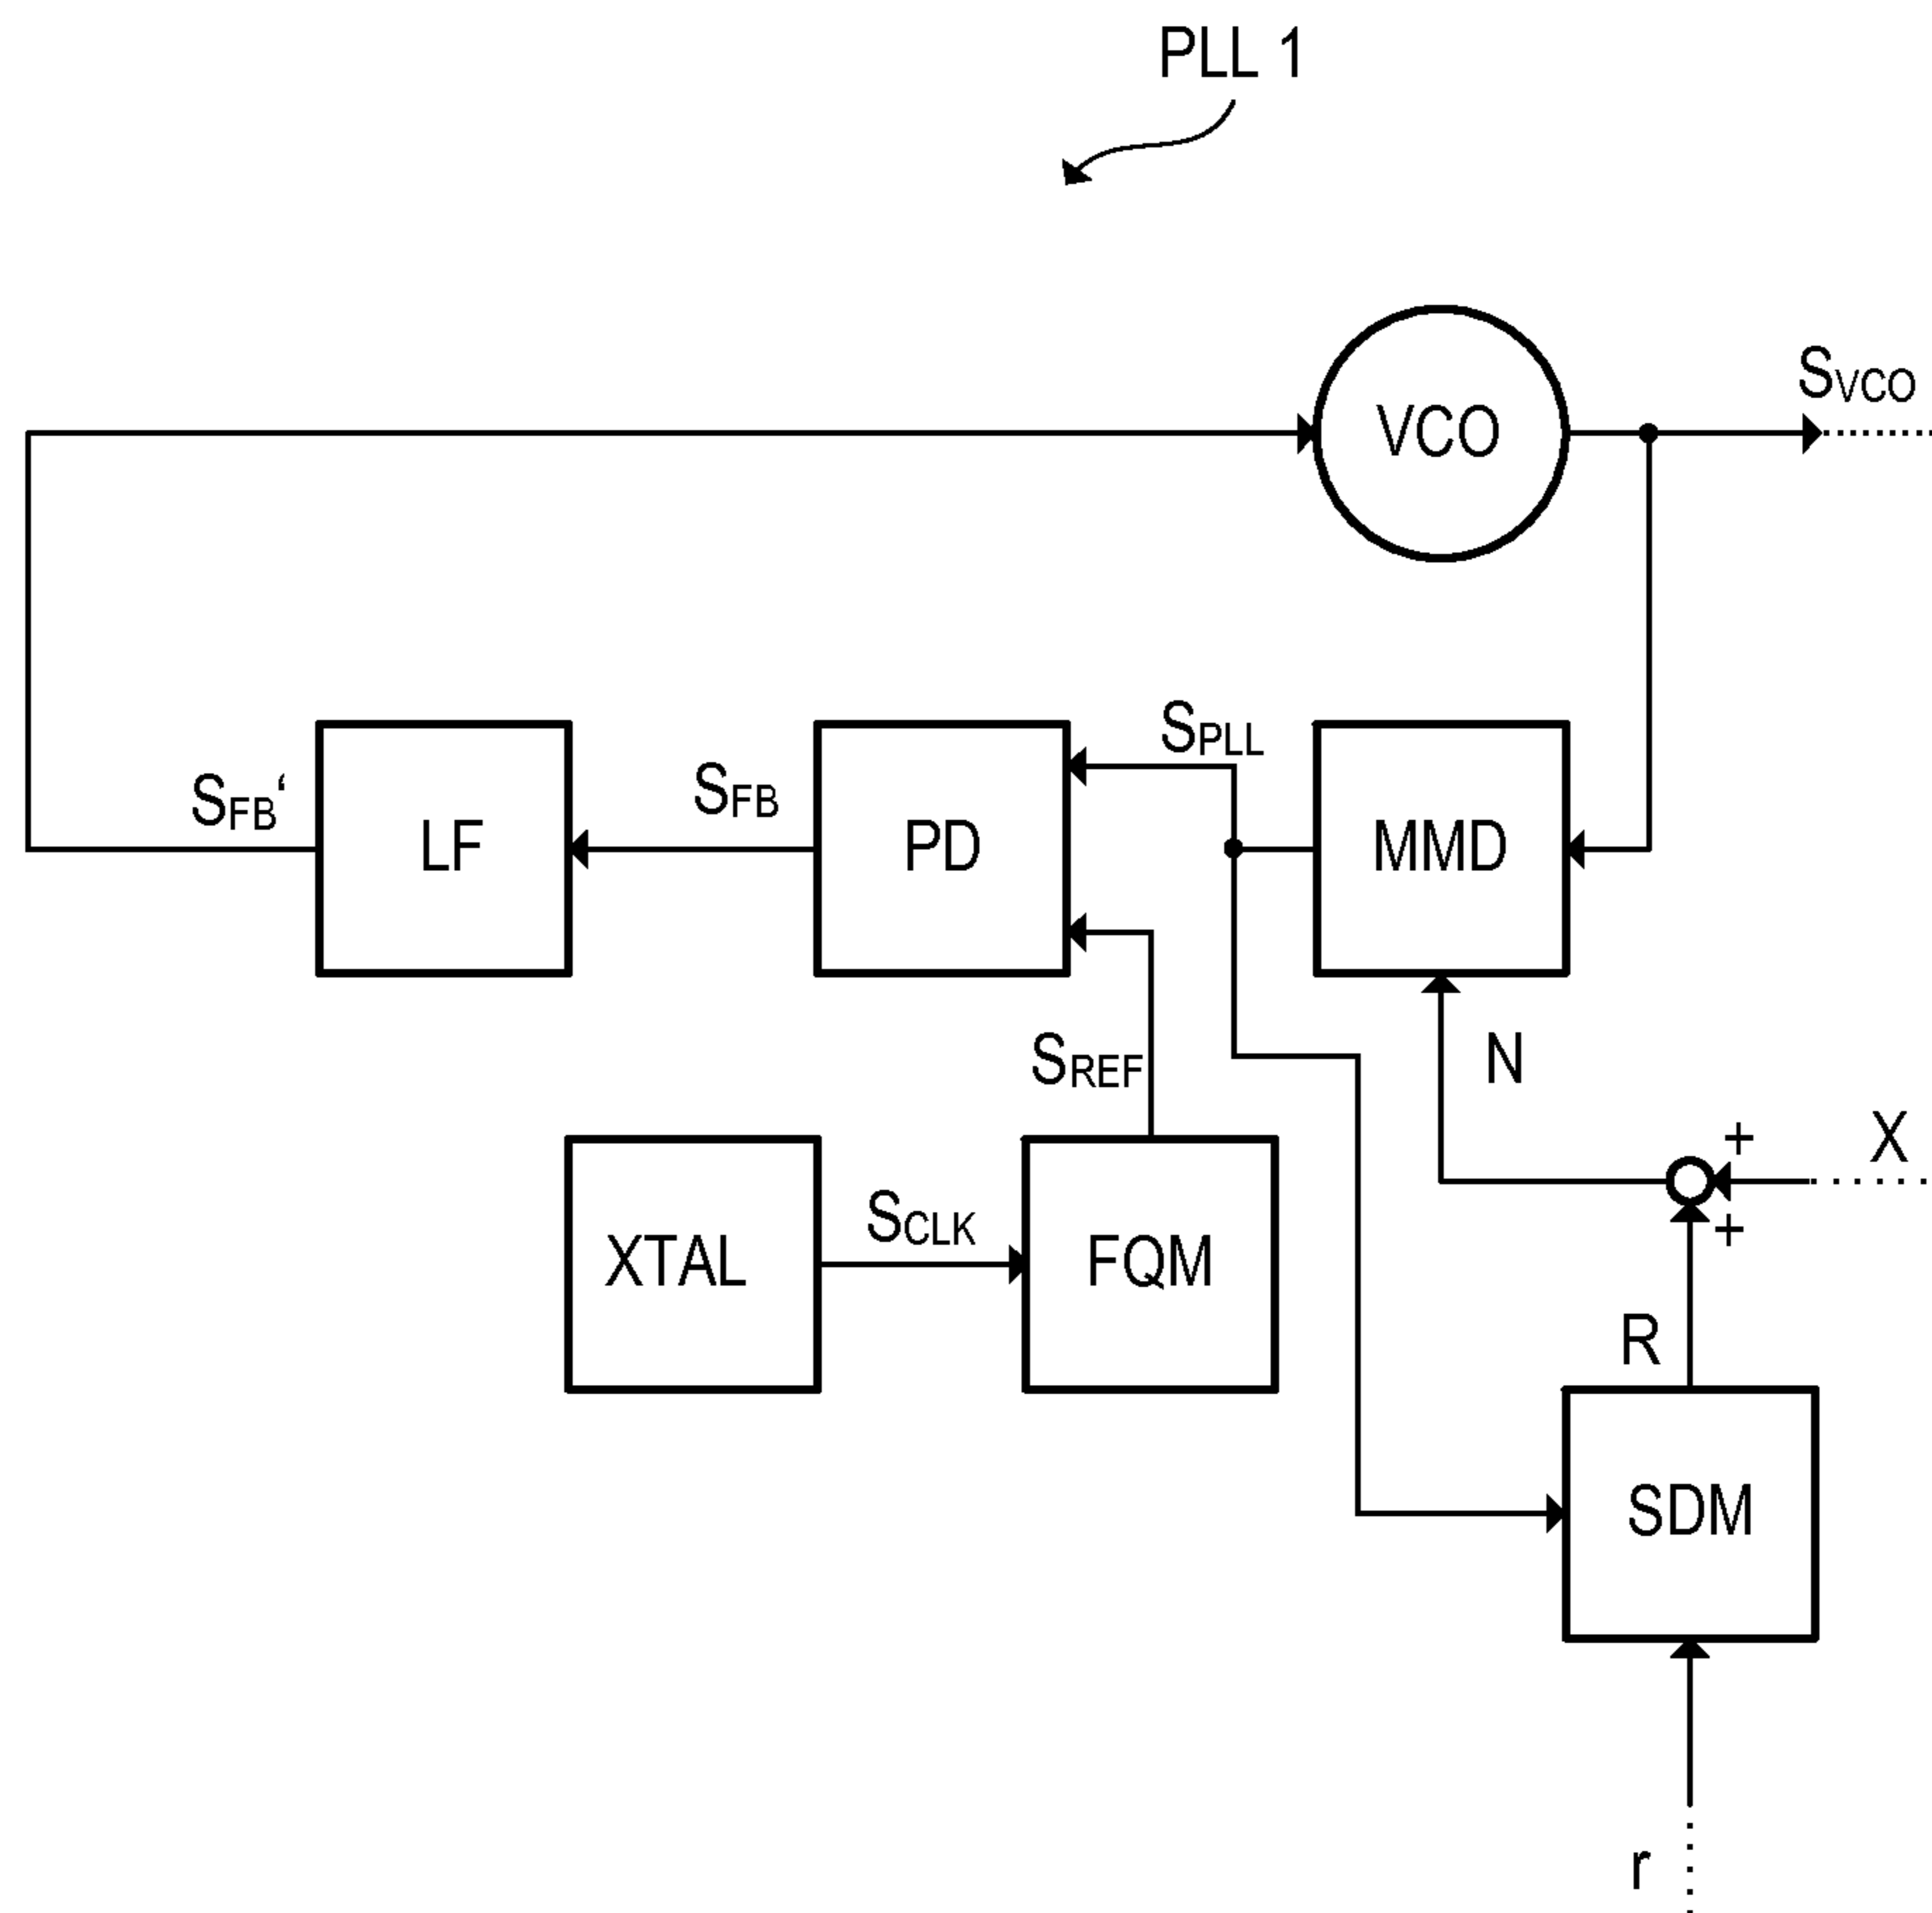 PLL 1
VCO
SVCO
SPLL
SFB‘
LF
SFB
PD
MMD
SREF
N
X
+
+
XTAL
SCLK
FQM
R
SDM
r